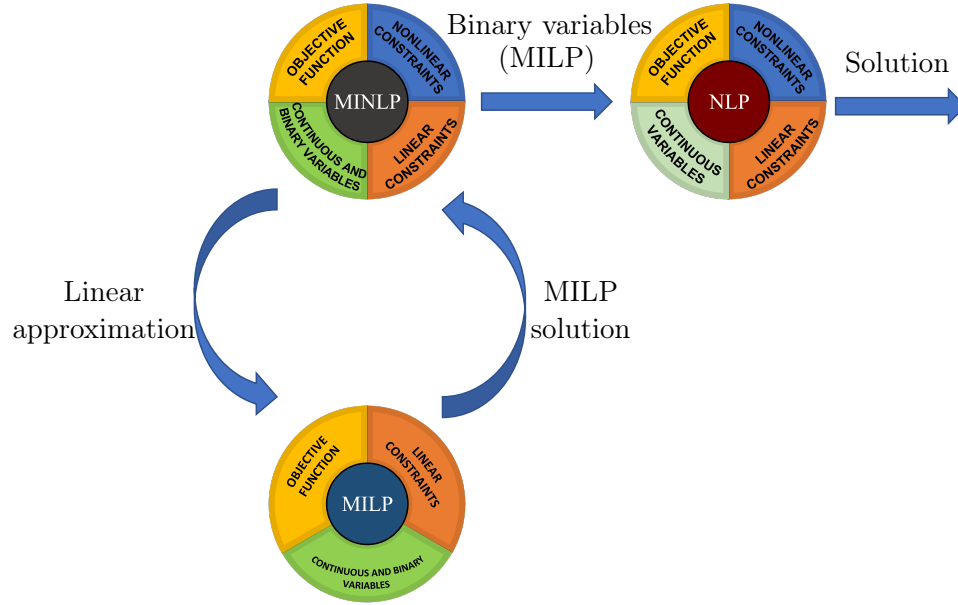 OBJECTIVE
FUNCTION
NONLINEAR
CONSTRAINTS
MINLP
CONTINUOUS AND
BINARY VARIABLES
LINEAR
CONSTRAINTS
Binary variables
(MILP)
OBJECTIVE
FUNCTION
NONLINEAR
CONSTRAINTS
NLP
CONTINUOUS
VARIABLES
LINEAR
CONSTRAINTS
Solution
Linear
approximation
MILP
solution
OBJECTIVE
FUNCTION
LINEAR
CONSTRAINTS
MILP
CONTINUOUS AND BINARY
VARIABLES